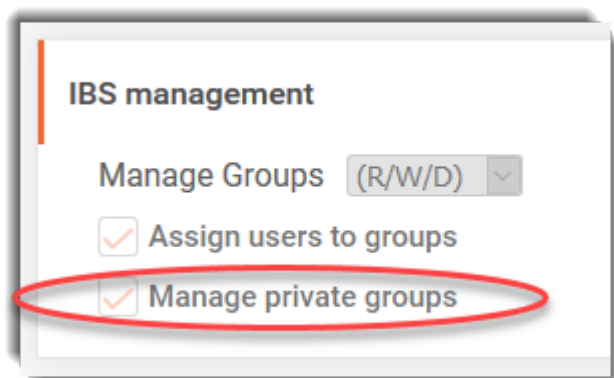 IBS management
Manage Groups (R/W/D)
Assign users to groups
Manage private groups